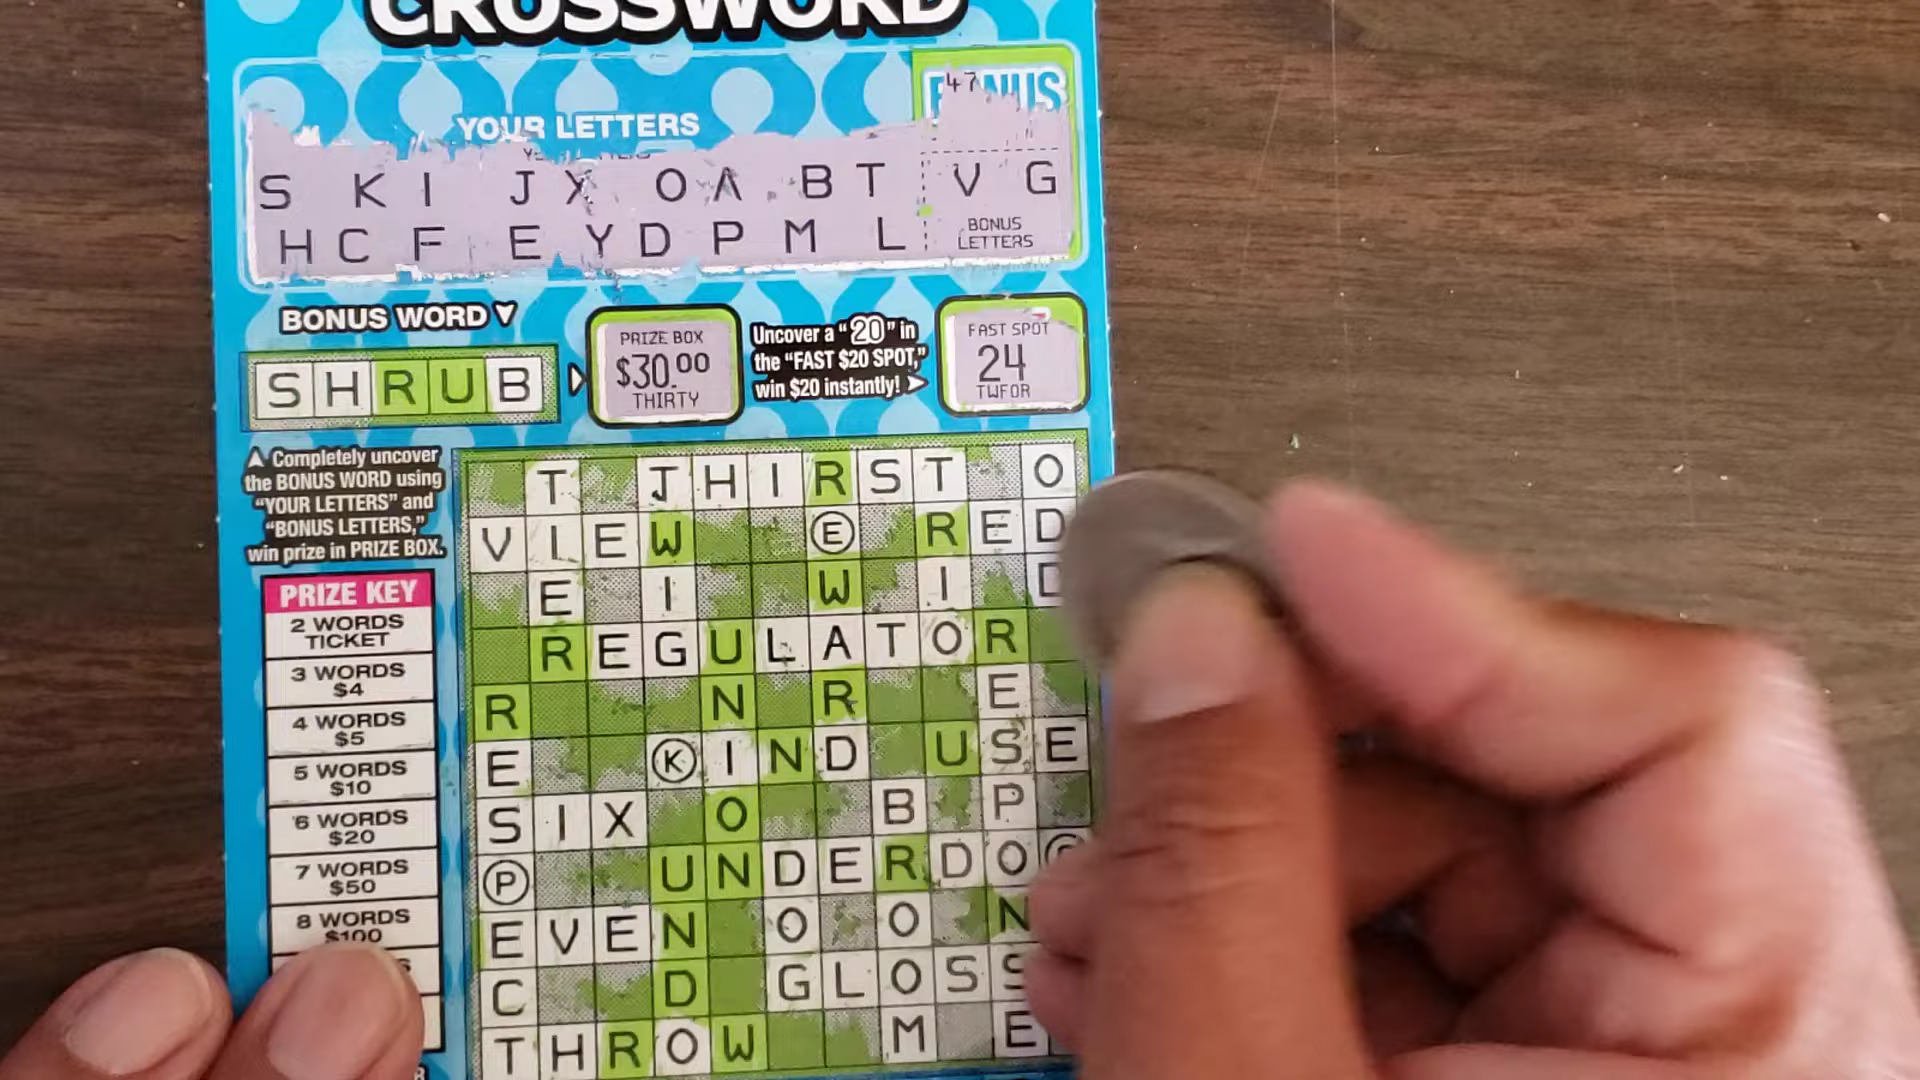 CROSSWORD
47
BONUS
YOUR LETTERS
S K I J X O A B T V G
H C F E Y D P M L BONUS
LETTERS
BONUS WORD
SHRUB
PRIZE BOX
$30.00
THIRTY
Uncover a "20" in
the "FAST $20 SPOT,"
win $20 instantly!
FAST SPOT
24
TWFOR
Completely uncover
the BONUS WORD using
"YOUR LETTERS" and
"BONUS LETTERS,"
win prize in PRIZE BOX.
PRIZE KEY
2 WORDS
TICKET
3 WORDS
$4
4 WORDS
$5
5 WORDS
$10
6 WORDS
$20
7 WORDS
$50
8 WORDS
$100
T J H I R S T O
V I E W E R E D
E I W I D
R E G U L A T O R
R N R E
E K I N D U S E
S I X O B P
P U N D E R D O
E V E N O O N
C D G L O S S
T H R O W M E